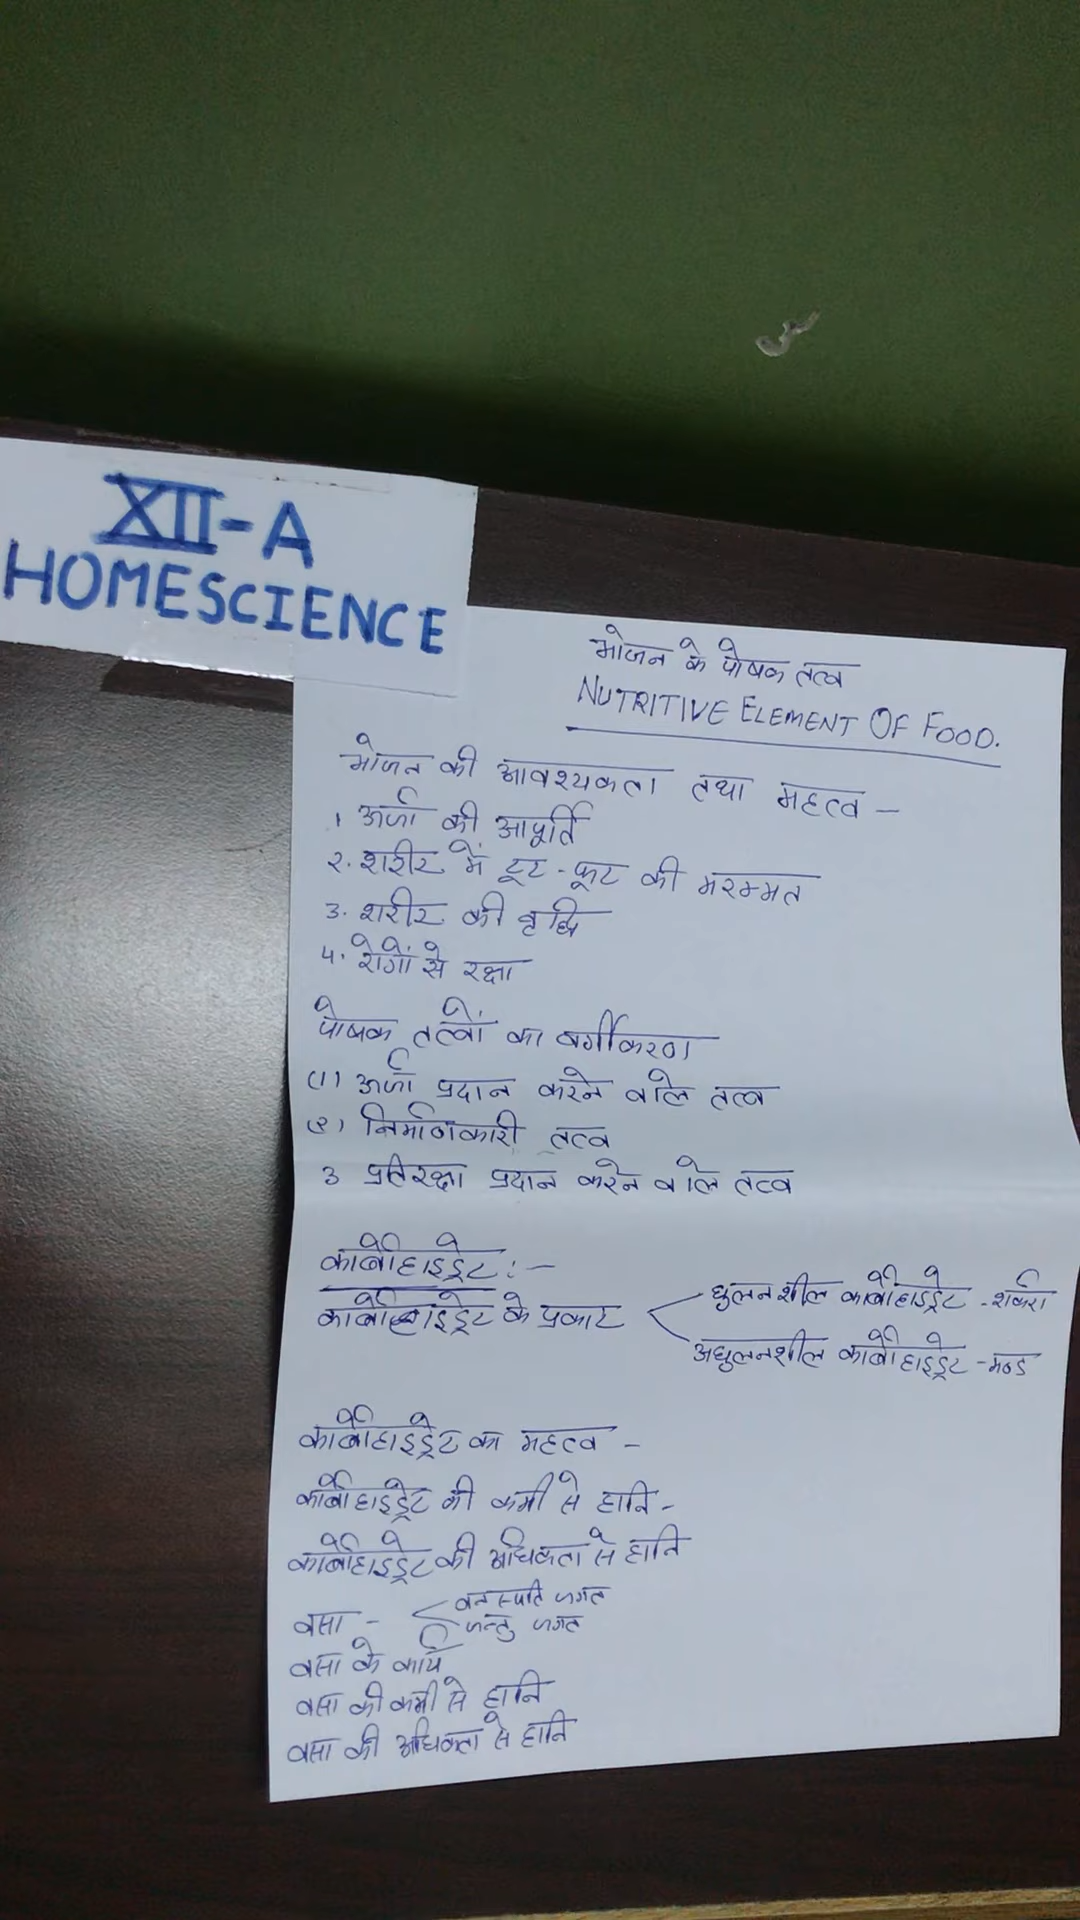 XII-A
HOMESCIENCE
भोजन के पोषक तत्व
NUTRITIVE ELEMENT OF FOOD.
भोजन की आवश्यकता तथा महत्व -
1. ऊर्जा की आपूर्ति
२. शरीर में टूट-फूट की मरम्मत
3. शरीर की वृद्धि
4. रोगों से रक्षा
पोषक तत्वों का वर्गीकरण
(1) ऊर्जा प्रदान करने वाले तत्व
(2) निर्माणकारी तत्व
3 प्रतिरक्षा प्रदान करने वाले तत्व
कार्बोहाइड्रेट :-
कार्बोहाइड्रेट के प्रकार
घुलनशील कार्बोहाइड्रेट - शर्करा
अघुलनशील कार्बोहाइड्रेट - मण्ड
कार्बोहाइड्रेट का महत्व -
कार्बोहाइड्रेट की कमी से हानि -
कार्बोहाइड्रेट की अधिकता से हानि
वसा -
वनस्पति जगत
जन्तु जगत
वसा के कार्य
वसा की कमी से हानि
वसा की अधिकता से हानि